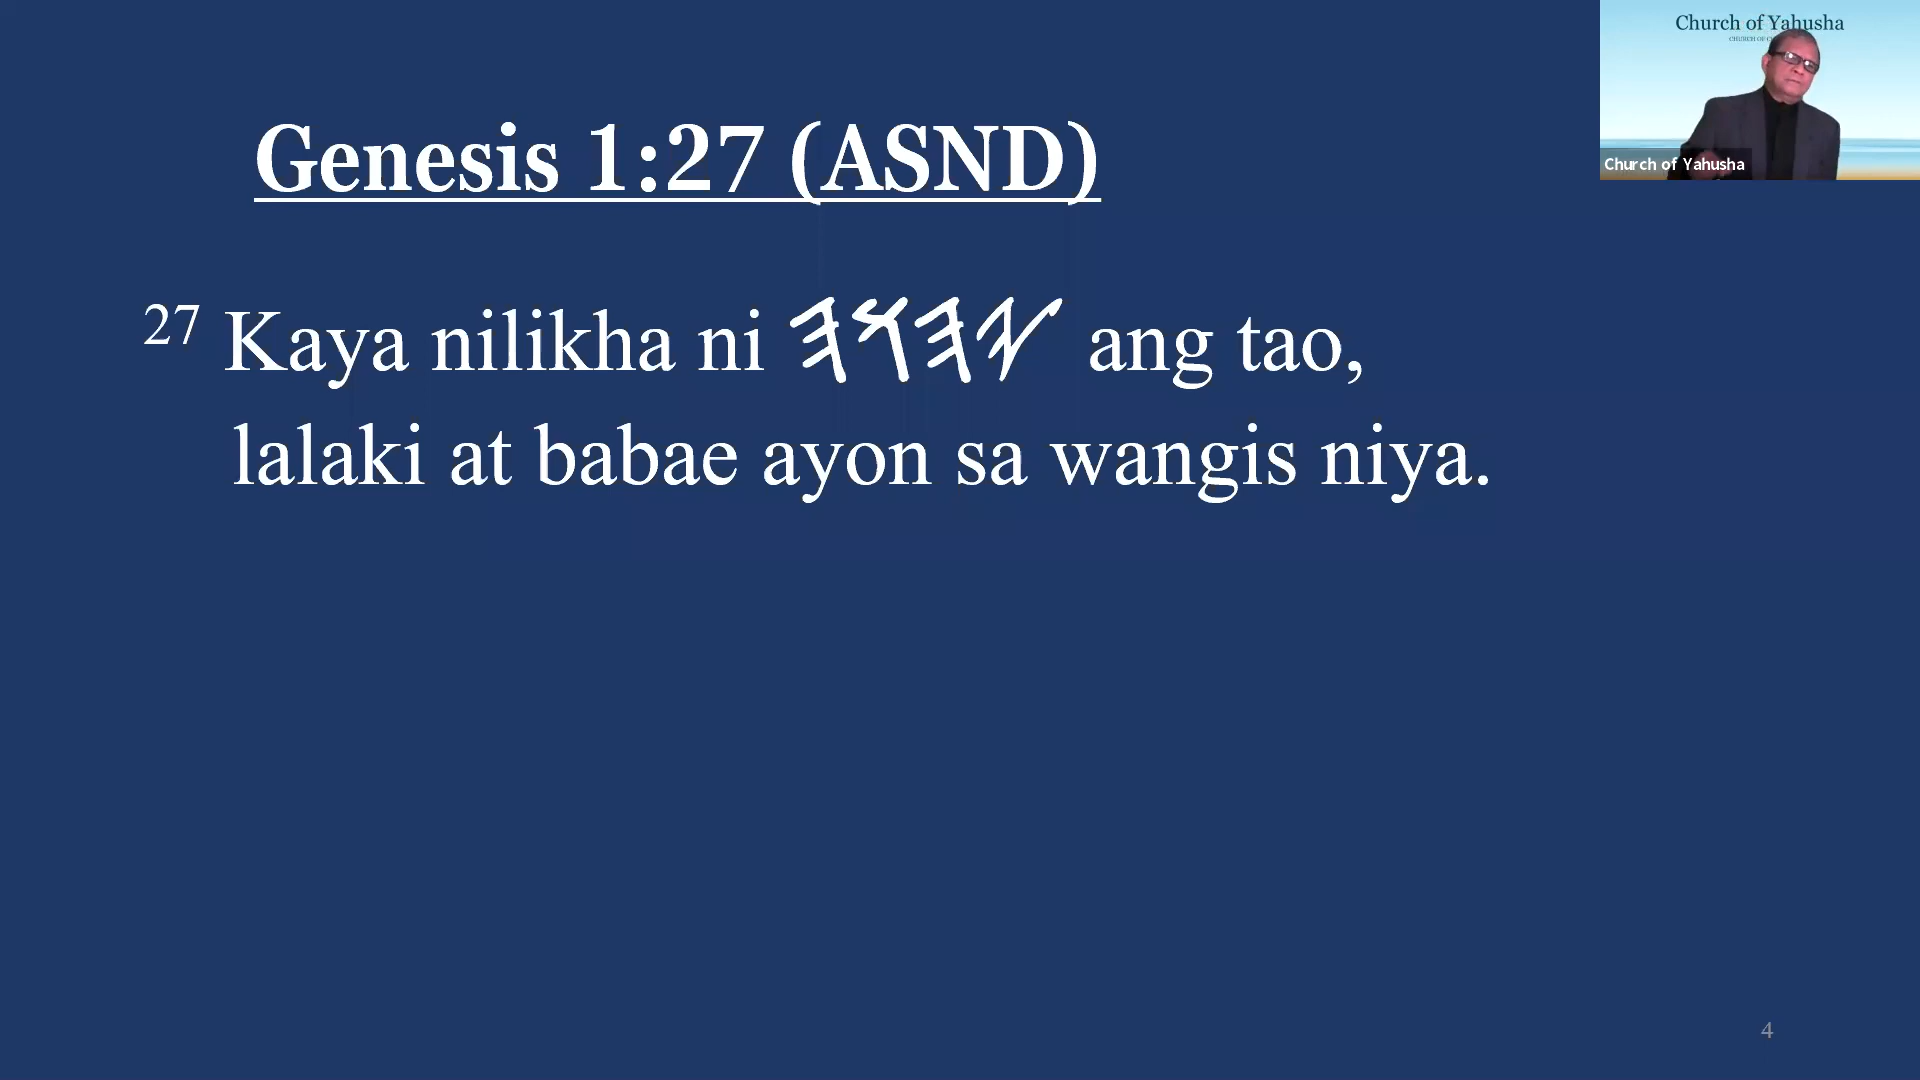 Church of Yahusha
Church of Yahusha
Genesis 1:27 (ASND)
27 Kaya nilikha ni 𐤉𐤄𐤅𐤄 ang tao,
lalaki at babae ayon sa wangis niya.
4